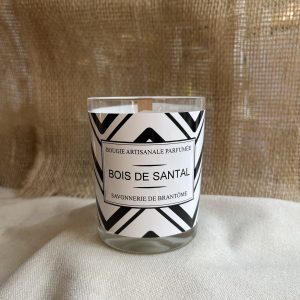 BOUGIE ARTISANALE PARFUMÉE
BOIS DE SANTAL
SAVONNERIE DE BRANTÔME